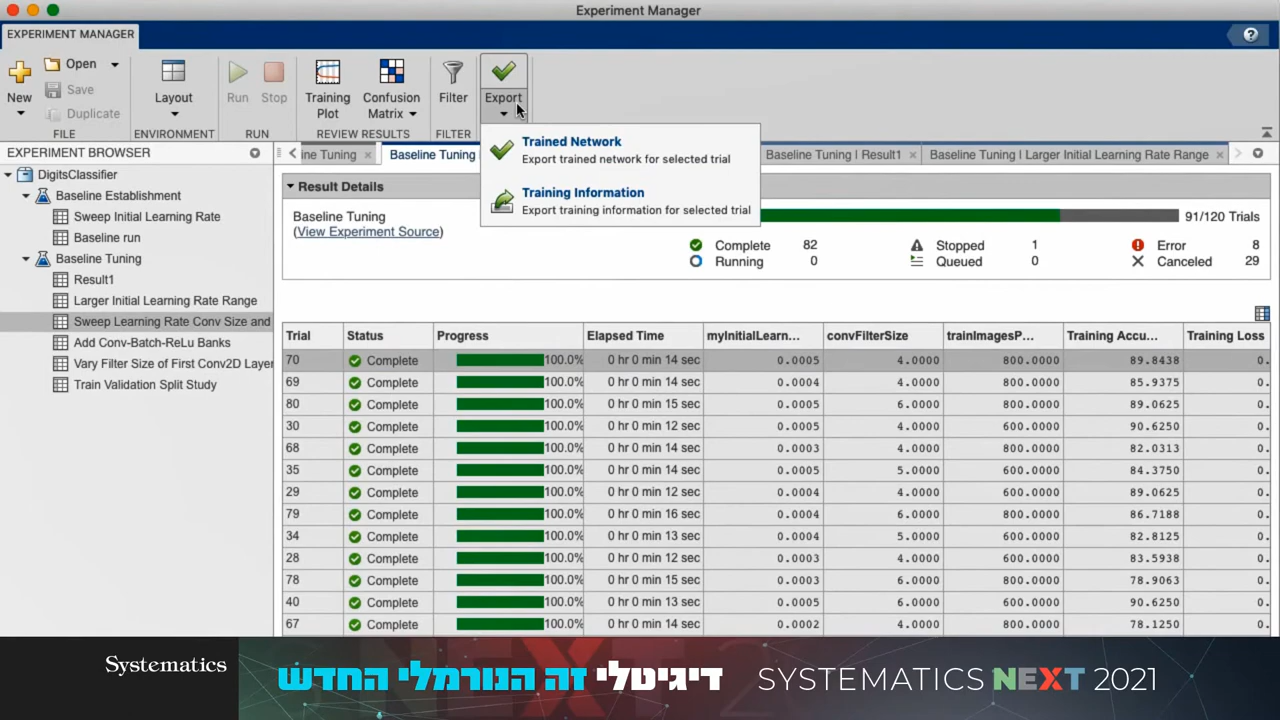 Experiment Manager
EXPERIMENT MANAGER
New
Open
Save
Duplicate
FILE
Layout
ENVIRONMENT
Run
Stop
RUN
Training
Plot
Confusion
Matrix
REVIEW RESULTS
Filter
FILTER
Export
Trained Network
Export trained network for selected trial
Training Information
Export training information for selected trial
EXPERIMENT BROWSER
DigitsClassifier
Baseline Establishment
Sweep Initial Learning Rate
Baseline run
Baseline Tuning
Result1
Larger Initial Learning Rate Range
Sweep Learning Rate Conv Size and
Add Conv-Batch-ReLu Banks
Vary Filter Size of First Conv2D Layer
Train Validation Split Study
ine Tuning × Baseline Tuning | Baseline Tuning | Result1 × Baseline Tuning | Larger Initial Learning Rate Range ×
Result Details
Baseline Tuning
(View Experiment Source)
91/120 Trials
Complete 82 Stopped 1 Error 8
Running 0 Queued 0 Canceled 29
Trial Status Progress Elapsed Time myInitialLearn... convFilterSize trainImagesP... Training Accu... Training Loss
70 Complete 100.0% 0 hr 0 min 14 sec 0.0005 4.0000 800.0000 89.8438 0.
69 Complete 100.0% 0 hr 0 min 14 sec 0.0004 4.0000 800.0000 85.9375 0.
80 Complete 100.0% 0 hr 0 min 15 sec 0.0005 6.0000 800.0000 89.0625 0.
30 Complete 100.0% 0 hr 0 min 12 sec 0.0005 4.0000 600.0000 90.6250 0.
68 Complete 100.0% 0 hr 0 min 14 sec 0.0003 4.0000 800.0000 82.0313 0.
35 Complete 100.0% 0 hr 0 min 14 sec 0.0005 5.0000 600.0000 84.3750 0.
29 Complete 100.0% 0 hr 0 min 12 sec 0.0004 4.0000 600.0000 89.0625 0.
79 Complete 100.0% 0 hr 0 min 16 sec 0.0004 6.0000 800.0000 86.7188 0.
34 Complete 100.0% 0 hr 0 min 13 sec 0.0004 5.0000 600.0000 82.8125 0.
28 Complete 100.0% 0 hr 0 min 12 sec 0.0003 4.0000 600.0000 83.5938 0.
78 Complete 100.0% 0 hr 0 min 15 sec 0.0003 6.0000 800.0000 78.9063 0.
40 Complete 100.0% 0 hr 0 min 13 sec 0.0005 6.0000 600.0000 90.6250 0.
67 Complete 100.0% 0 hr 0 min 14 sec 0.0002 4.0000 800.0000 78.1250 0.
Systematics
דיגיטלי זה הנורמלי החדש
SYSTEMATICS NEXT 2021